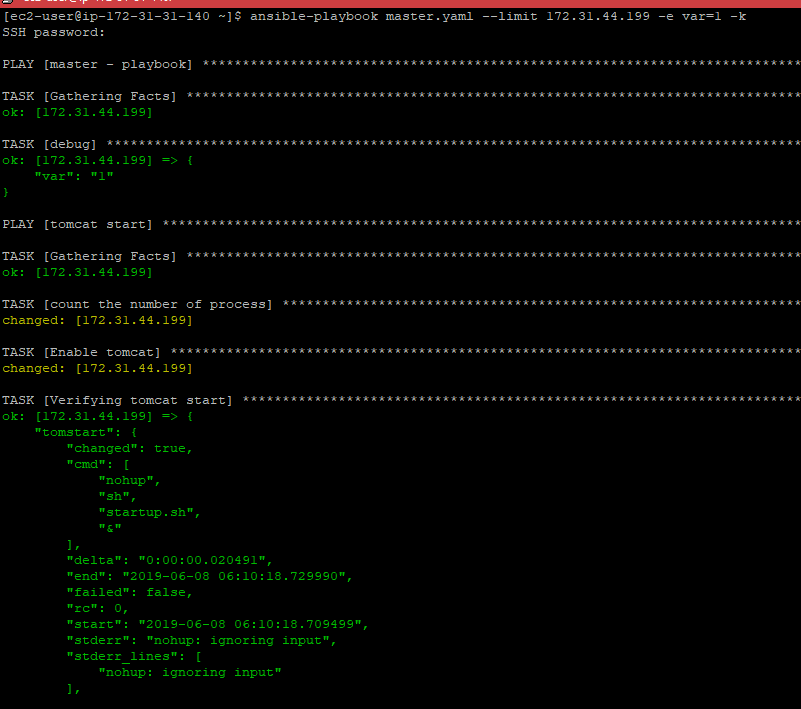 [ec2-user@ip-172-31-31-140 ~]$ ansible-playbook master.yaml --limit 172.31.44.199 -e var=1 -k
SSH password:
PLAY [master - playbook] ***************************************************************************
TASK [Gathering Facts] *****************************************************************************
ok: [172.31.44.199]
TASK [debug] ***************************************************************************************
ok: [172.31.44.199] => {
    "var": "1"
}
PLAY [tomcat start] ********************************************************************************
TASK [Gathering Facts] *****************************************************************************
ok: [172.31.44.199]
TASK [count the number of process] *****************************************************************
changed: [172.31.44.199]
TASK [Enable tomcat] *******************************************************************************
changed: [172.31.44.199]
TASK [Verifying tomcat start] **********************************************************************
ok: [172.31.44.199] => {
    "tomstart": {
        "changed": true,
        "cmd": [
            "nohup",
            "sh",
            "startup.sh",
            "&"
        ],
        "delta": "0:00:00.020491",
        "end": "2019-06-08 06:10:18.729990",
        "failed": false,
        "rc": 0,
        "start": "2019-06-08 06:10:18.709499",
        "stderr": "nohup: ignoring input",
        "stderr_lines": [
            "nohup: ignoring input"
        ],